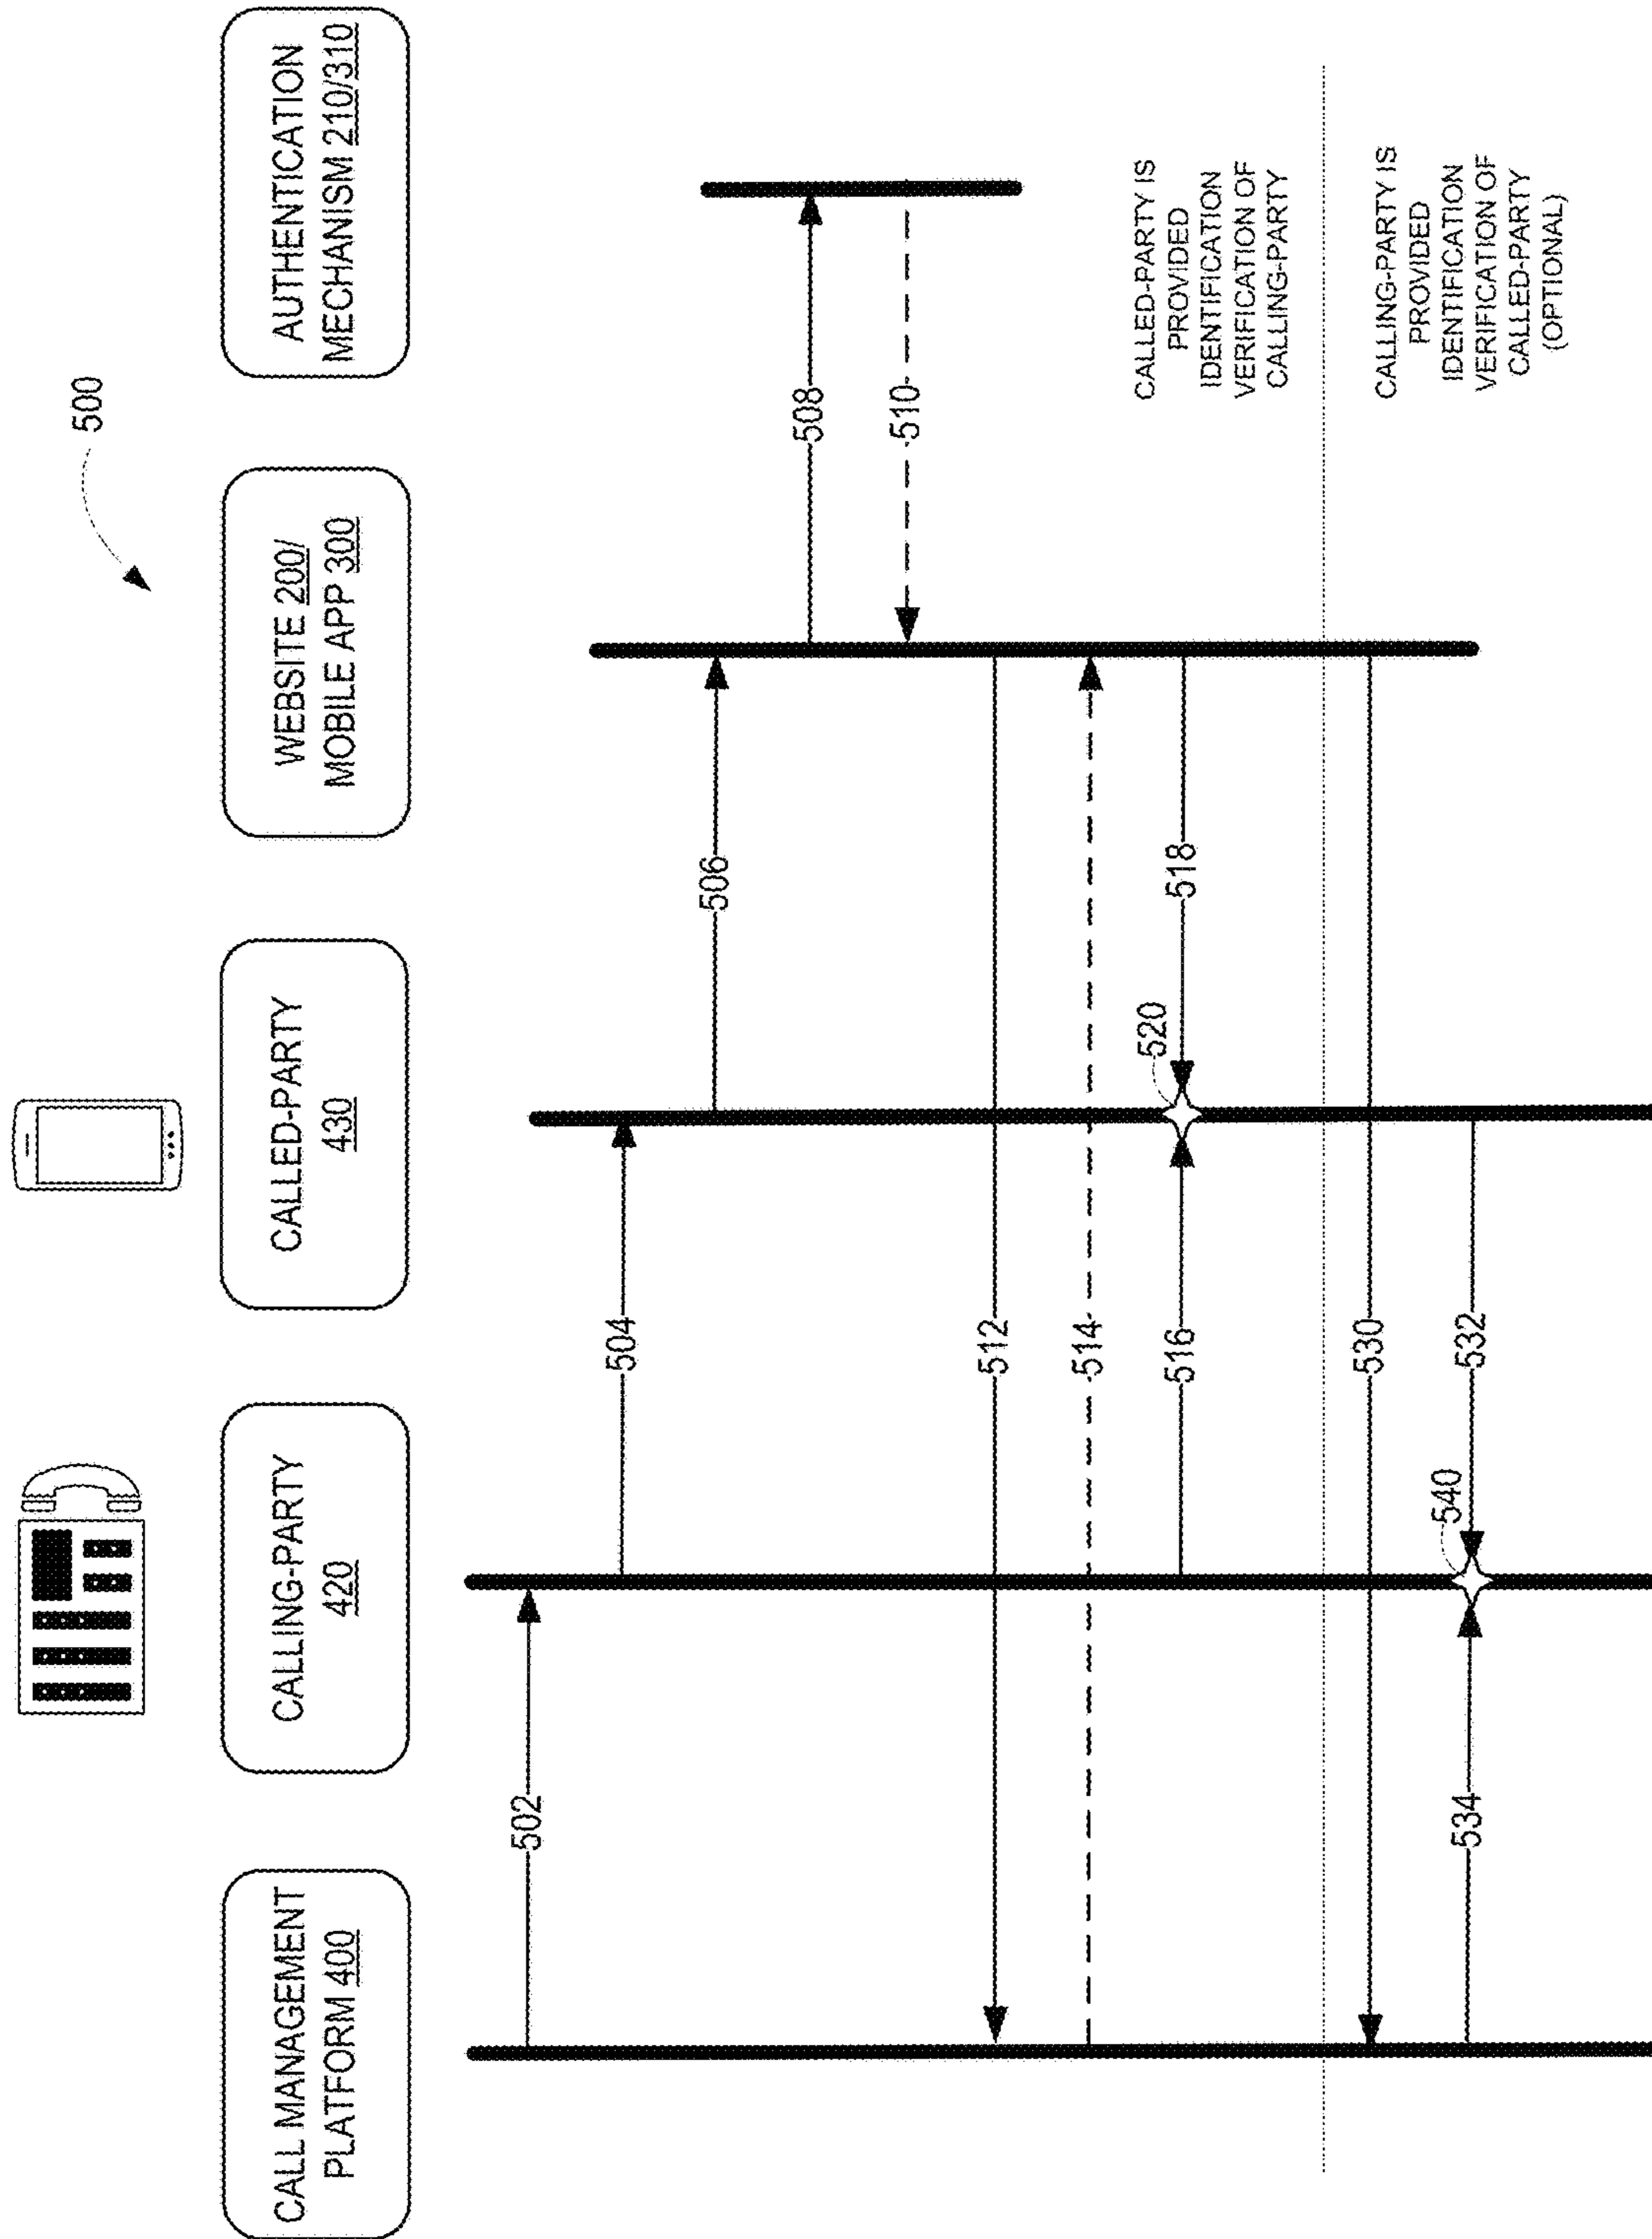 500
CALL MANAGEMENT
PLATFORM 400
CALLING-PARTY
420
CALLED-PARTY
430
WEBSITE 200/
MOBILE APP 300
AUTHENTICATION
MECHANISM 210/310
502
504
506
508
510
512
514
516
518
520
CALLED-PARTY IS
PROVIDED
IDENTIFICATION
VERIFICATION OF
CALLING-PARTY
530
532
534
540
CALLING-PARTY IS
PROVIDED
IDENTIFICATION
VERIFICATION OF
CALLED-PARTY
(OPTIONAL)